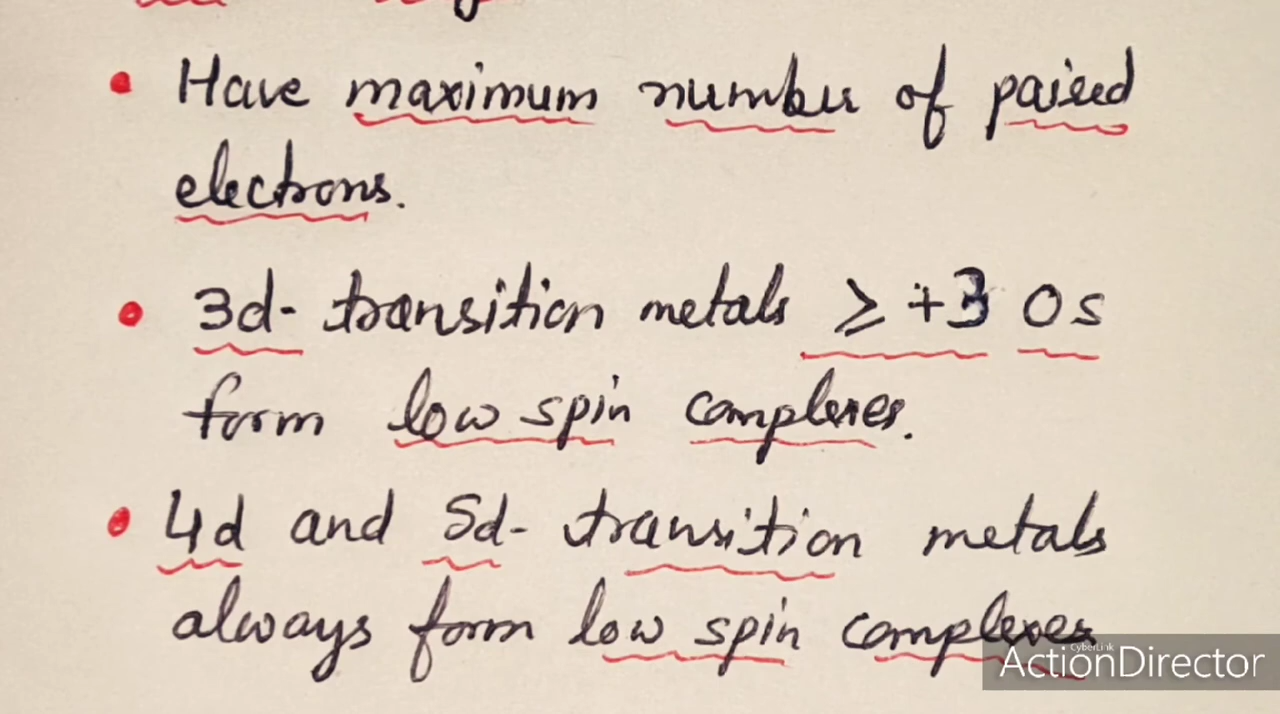 • Have maximum number of paired
electrons.
• 3d- transition metals ≥ +3 Os
form low spin complexes.
• 4d and 5d- transition metals
always form low spin complexes
CyberLink
ActionDirector